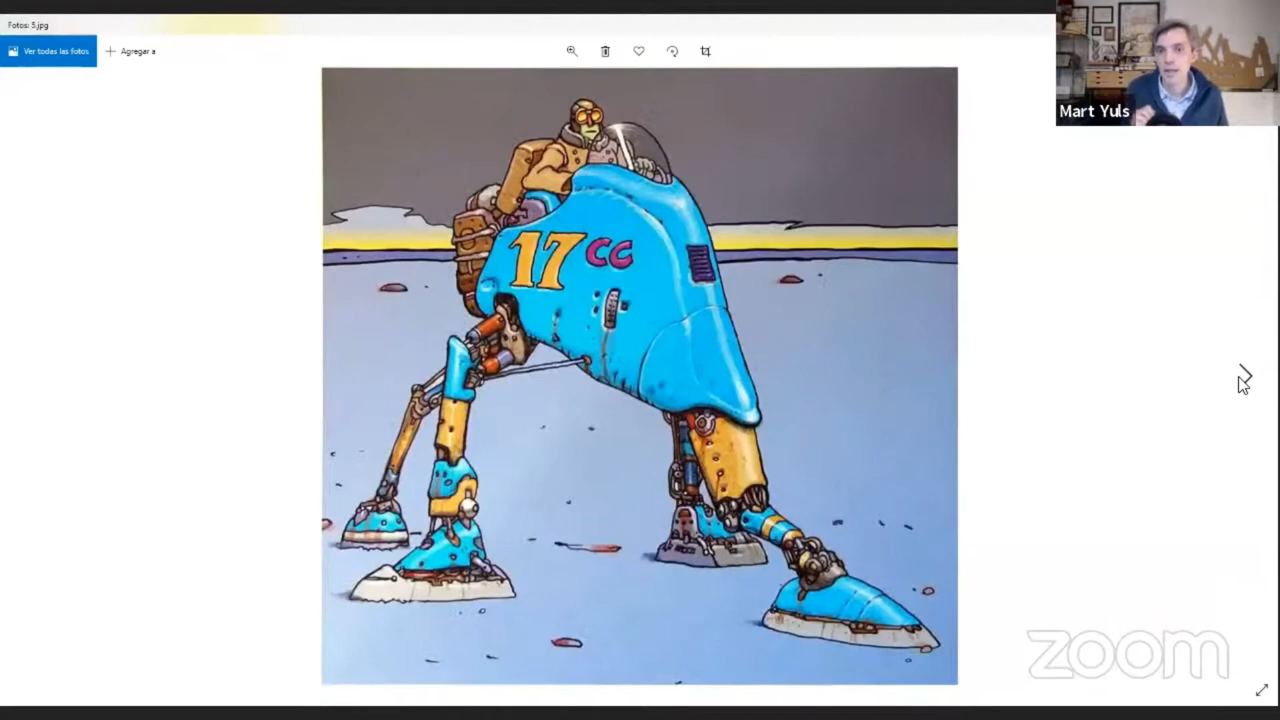 Fotos: 5.jpg
Ver todas las fotos
Agregar a
Mart Yuls
17 CC
zoom